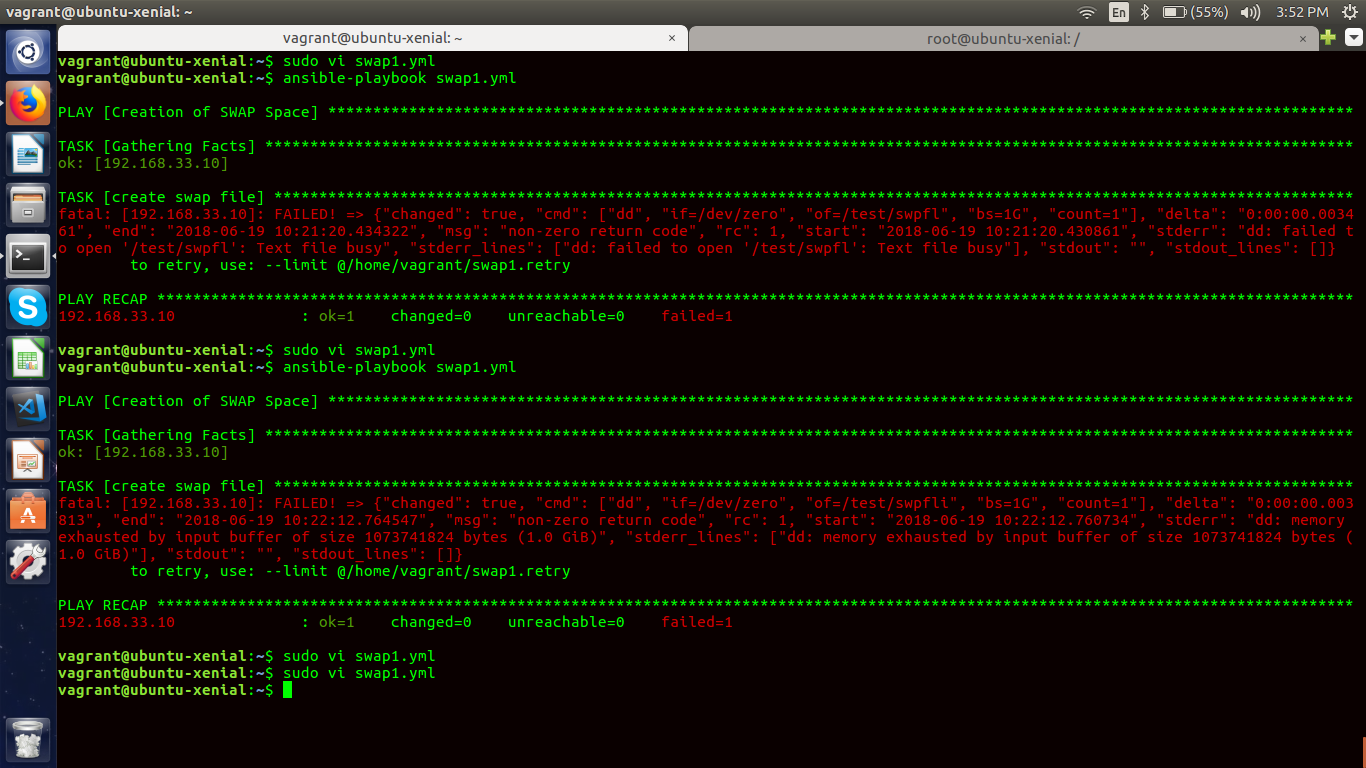 vagrant@ubuntu-xenial: ~
En
(55%)
3:52 PM
vagrant@ubuntu-xenial: ~ ×
root@ubuntu-xenial: / ×
vagrant@ubuntu-xenial:~$ sudo vi swap1.yml
vagrant@ubuntu-xenial:~$ ansible-playbook swap1.yml
PLAY [Creation of SWAP Space] ******************************************************************************************************************
TASK [Gathering Facts] *************************************************************************************************************************
ok: [192.168.33.10]
TASK [create swap file] ************************************************************************************************************************
fatal: [192.168.33.10]: FAILED! => {"changed": true, "cmd": ["dd", "if=/dev/zero", "of=/test/swpfl", "bs=1G", "count=1"], "delta": "0:00:00.0034
61", "end": "2018-06-19 10:21:20.434322", "msg": "non-zero return code", "rc": 1, "start": "2018-06-19 10:21:20.430861", "stderr": "dd: failed t
o open '/test/swpfl': Text file busy", "stderr_lines": ["dd: failed to open '/test/swpfl': Text file busy"], "stdout": "", "stdout_lines": []}
        to retry, use: --limit @/home/vagrant/swap1.retry
PLAY RECAP *************************************************************************************************************************************
192.168.33.10              : ok=1    changed=0    unreachable=0    failed=1
vagrant@ubuntu-xenial:~$ sudo vi swap1.yml
vagrant@ubuntu-xenial:~$ ansible-playbook swap1.yml
PLAY [Creation of SWAP Space] ******************************************************************************************************************
TASK [Gathering Facts] *************************************************************************************************************************
ok: [192.168.33.10]
TASK [create swap file] ************************************************************************************************************************
fatal: [192.168.33.10]: FAILED! => {"changed": true, "cmd": ["dd", "if=/dev/zero", "of=/test/swpfli", "bs=1G", "count=1"], "delta": "0:00:00.003
813", "end": "2018-06-19 10:22:12.764547", "msg": "non-zero return code", "rc": 1, "start": "2018-06-19 10:22:12.760734", "stderr": "dd: memory 
exhausted by input buffer of size 1073741824 bytes (1.0 GiB)", "stderr_lines": ["dd: memory exhausted by input buffer of size 1073741824 bytes (
1.0 GiB)"], "stdout": "", "stdout_lines": []}
        to retry, use: --limit @/home/vagrant/swap1.retry
PLAY RECAP *************************************************************************************************************************************
192.168.33.10              : ok=1    changed=0    unreachable=0    failed=1
vagrant@ubuntu-xenial:~$ sudo vi swap1.yml
vagrant@ubuntu-xenial:~$ sudo vi swap1.yml
vagrant@ubuntu-xenial:~$